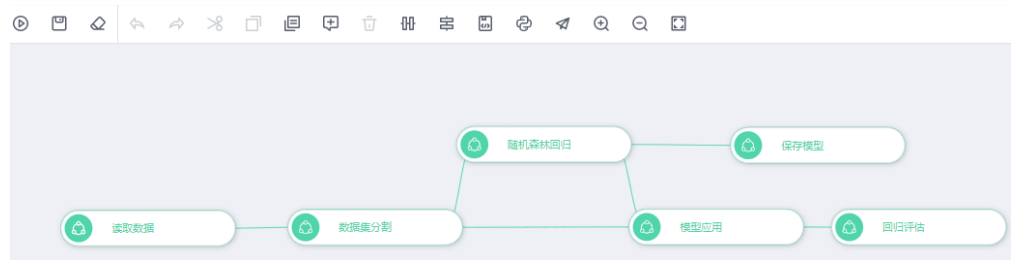 随机森林回归
保存模型
读取数据
数据集分割
模型应用
回归评估